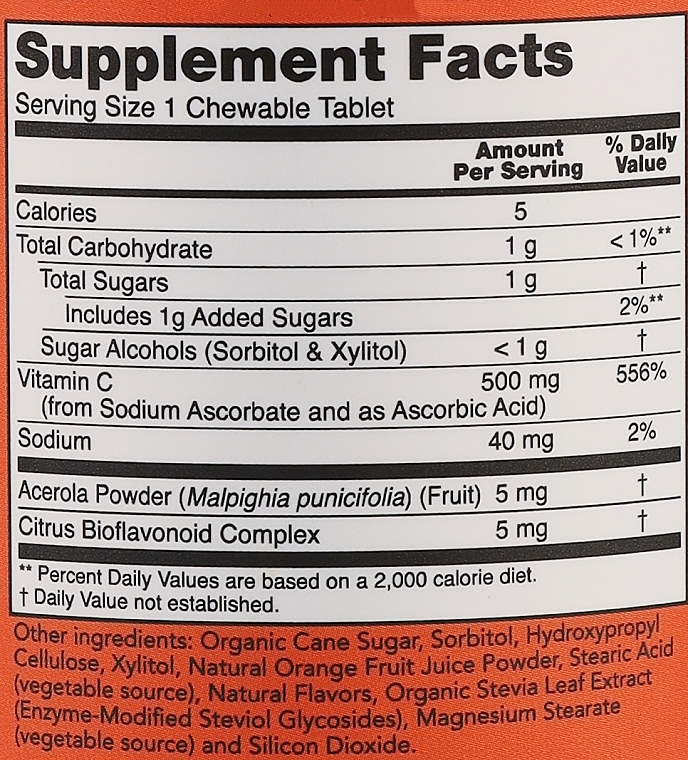 Supplement Facts
Serving Size 1 Chewable Tablet
Amount Per Serving % Daily Value
Calories 5
Total Carbohydrate 1 g < 1%**
Total Sugars 1 g †
Includes 1g Added Sugars 2%**
Sugar Alcohols (Sorbitol & Xylitol) < 1 g †
Vitamin C 500 mg 556%
(from Sodium Ascorbate and as Ascorbic Acid)
Sodium 40 mg 2%
Acerola Powder (Malpighia punicifolia) (Fruit) 5 mg †
Citrus Bioflavonoid Complex 5 mg †
** Percent Daily Values are based on a 2,000 calorie diet.
† Daily Value not established.
Other ingredients: Organic Cane Sugar, Sorbitol, Hydroxypropyl
Cellulose, Xylitol, Natural Orange Fruit Juice Powder, Stearic Acid
(vegetable source), Natural Flavors, Organic Stevia Leaf Extract
(Enzyme-Modified Steviol Glycosides), Magnesium Stearate
(vegetable source) and Silicon Dioxide.